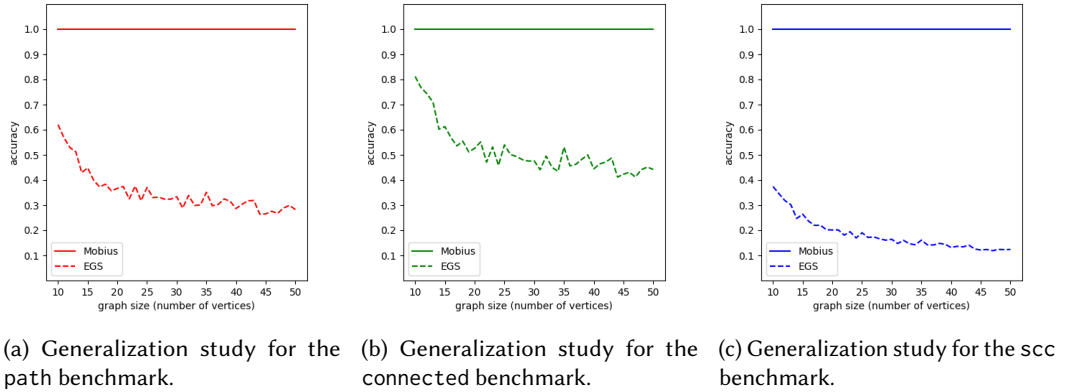 1.0
0.9
0.8
0.7
0.6
0.5
0.4
0.3
0.2
0.1
accuracy
Mobius
EGS
10 15 20 25 30 35 40 45 50
graph size (number of vertices)
(a) Generalization study for the
path benchmark.
1.0
0.9
0.8
0.7
0.6
0.5
0.4
0.3
0.2
0.1
accuracy
Mobius
EGS
10 15 20 25 30 35 40 45 50
graph size (number of vertices)
(b) Generalization study for the
connected benchmark.
1.0
0.9
0.8
0.7
0.6
0.5
0.4
0.3
0.2
0.1
accuracy
Mobius
EGS
10 15 20 25 30 35 40 45 50
graph size (number of vertices)
(c) Generalization study for the scc
benchmark.